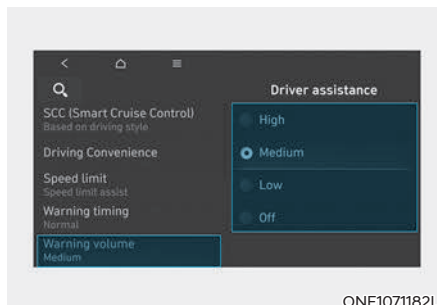 Driver assistance
SCC (Smart Cruise Control)
Based on driving style
Driving Convenience
Speed limit
Speed limit assist
Warning timing
Normal
Warning volume
Medium
High
Medium
Low
Off
ONE1071182L